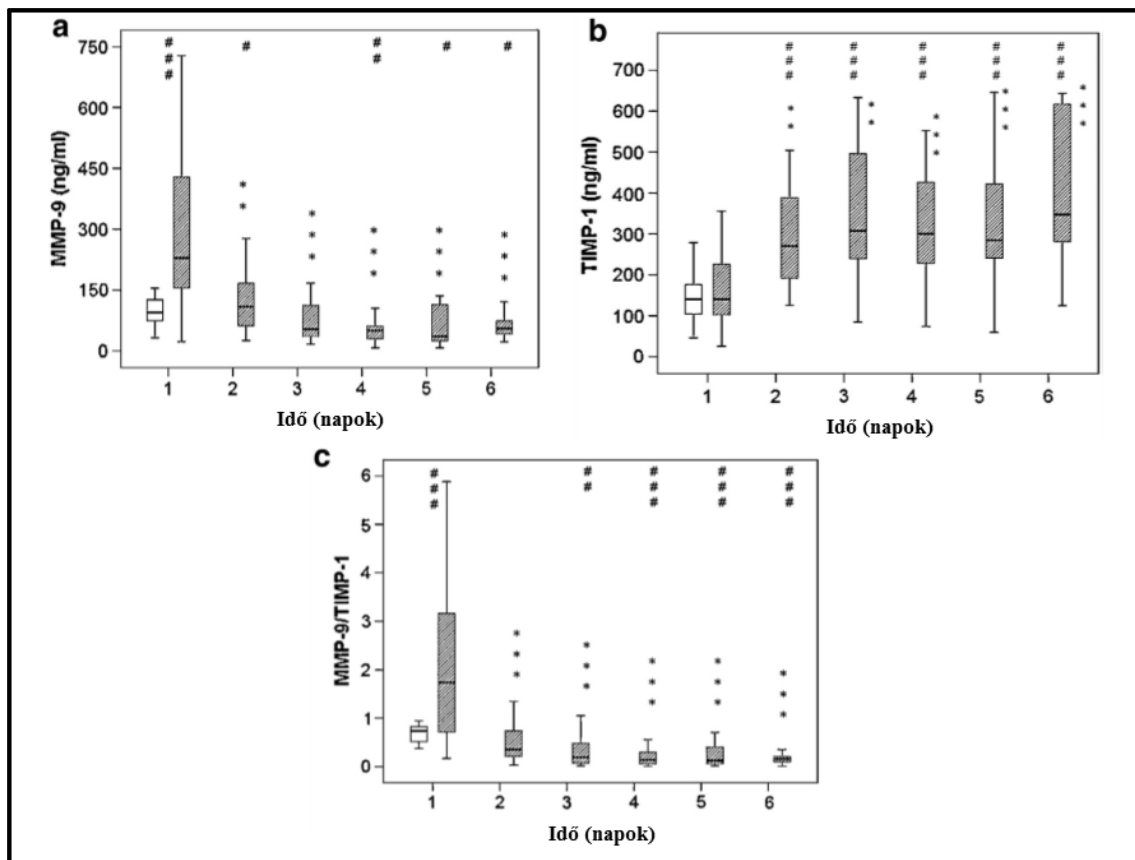 a
# # # # #
# #
#
750
600
450
300
150
0
MMP-9 (ng/ml)
* * * * *
* * * * *
* * *
1 2 3 4 5 6
Idő (napok)
b
# # # # #
# # # # #
# # # # #
700
600
500
400
300
200
100
0
TIMP-1 (ng/ml)
* * * * *
* * * * *
* * *
1 2 3 4 5 6
Idő (napok)
c
# # # # #
# # # # #
# # # #
6
5
4
3
2
1
0
MMP-9/TIMP-1
* * * * *
* * * * *
* * * * *
1 2 3 4 5 6
Idő (napok)